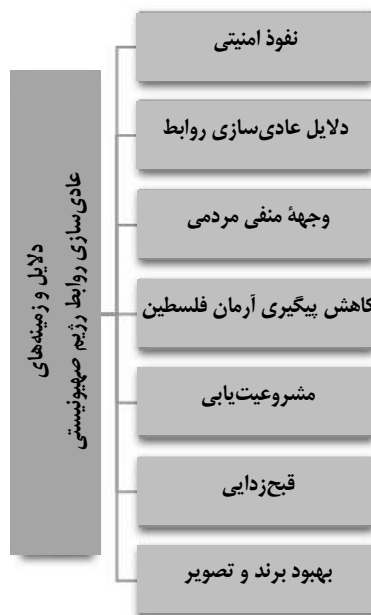 دلایل و زمینه‌های
عادی‌سازی روابط رژیم صهیونیستی
نفوذ امنیتی
دلایل عادی‌سازی روابط
وجههٔ منفی مردمی
کاهش پیگیری آرمان فلسطین
مشروعیت‌یابی
قبح‌زدایی
بهبود برند و تصویر